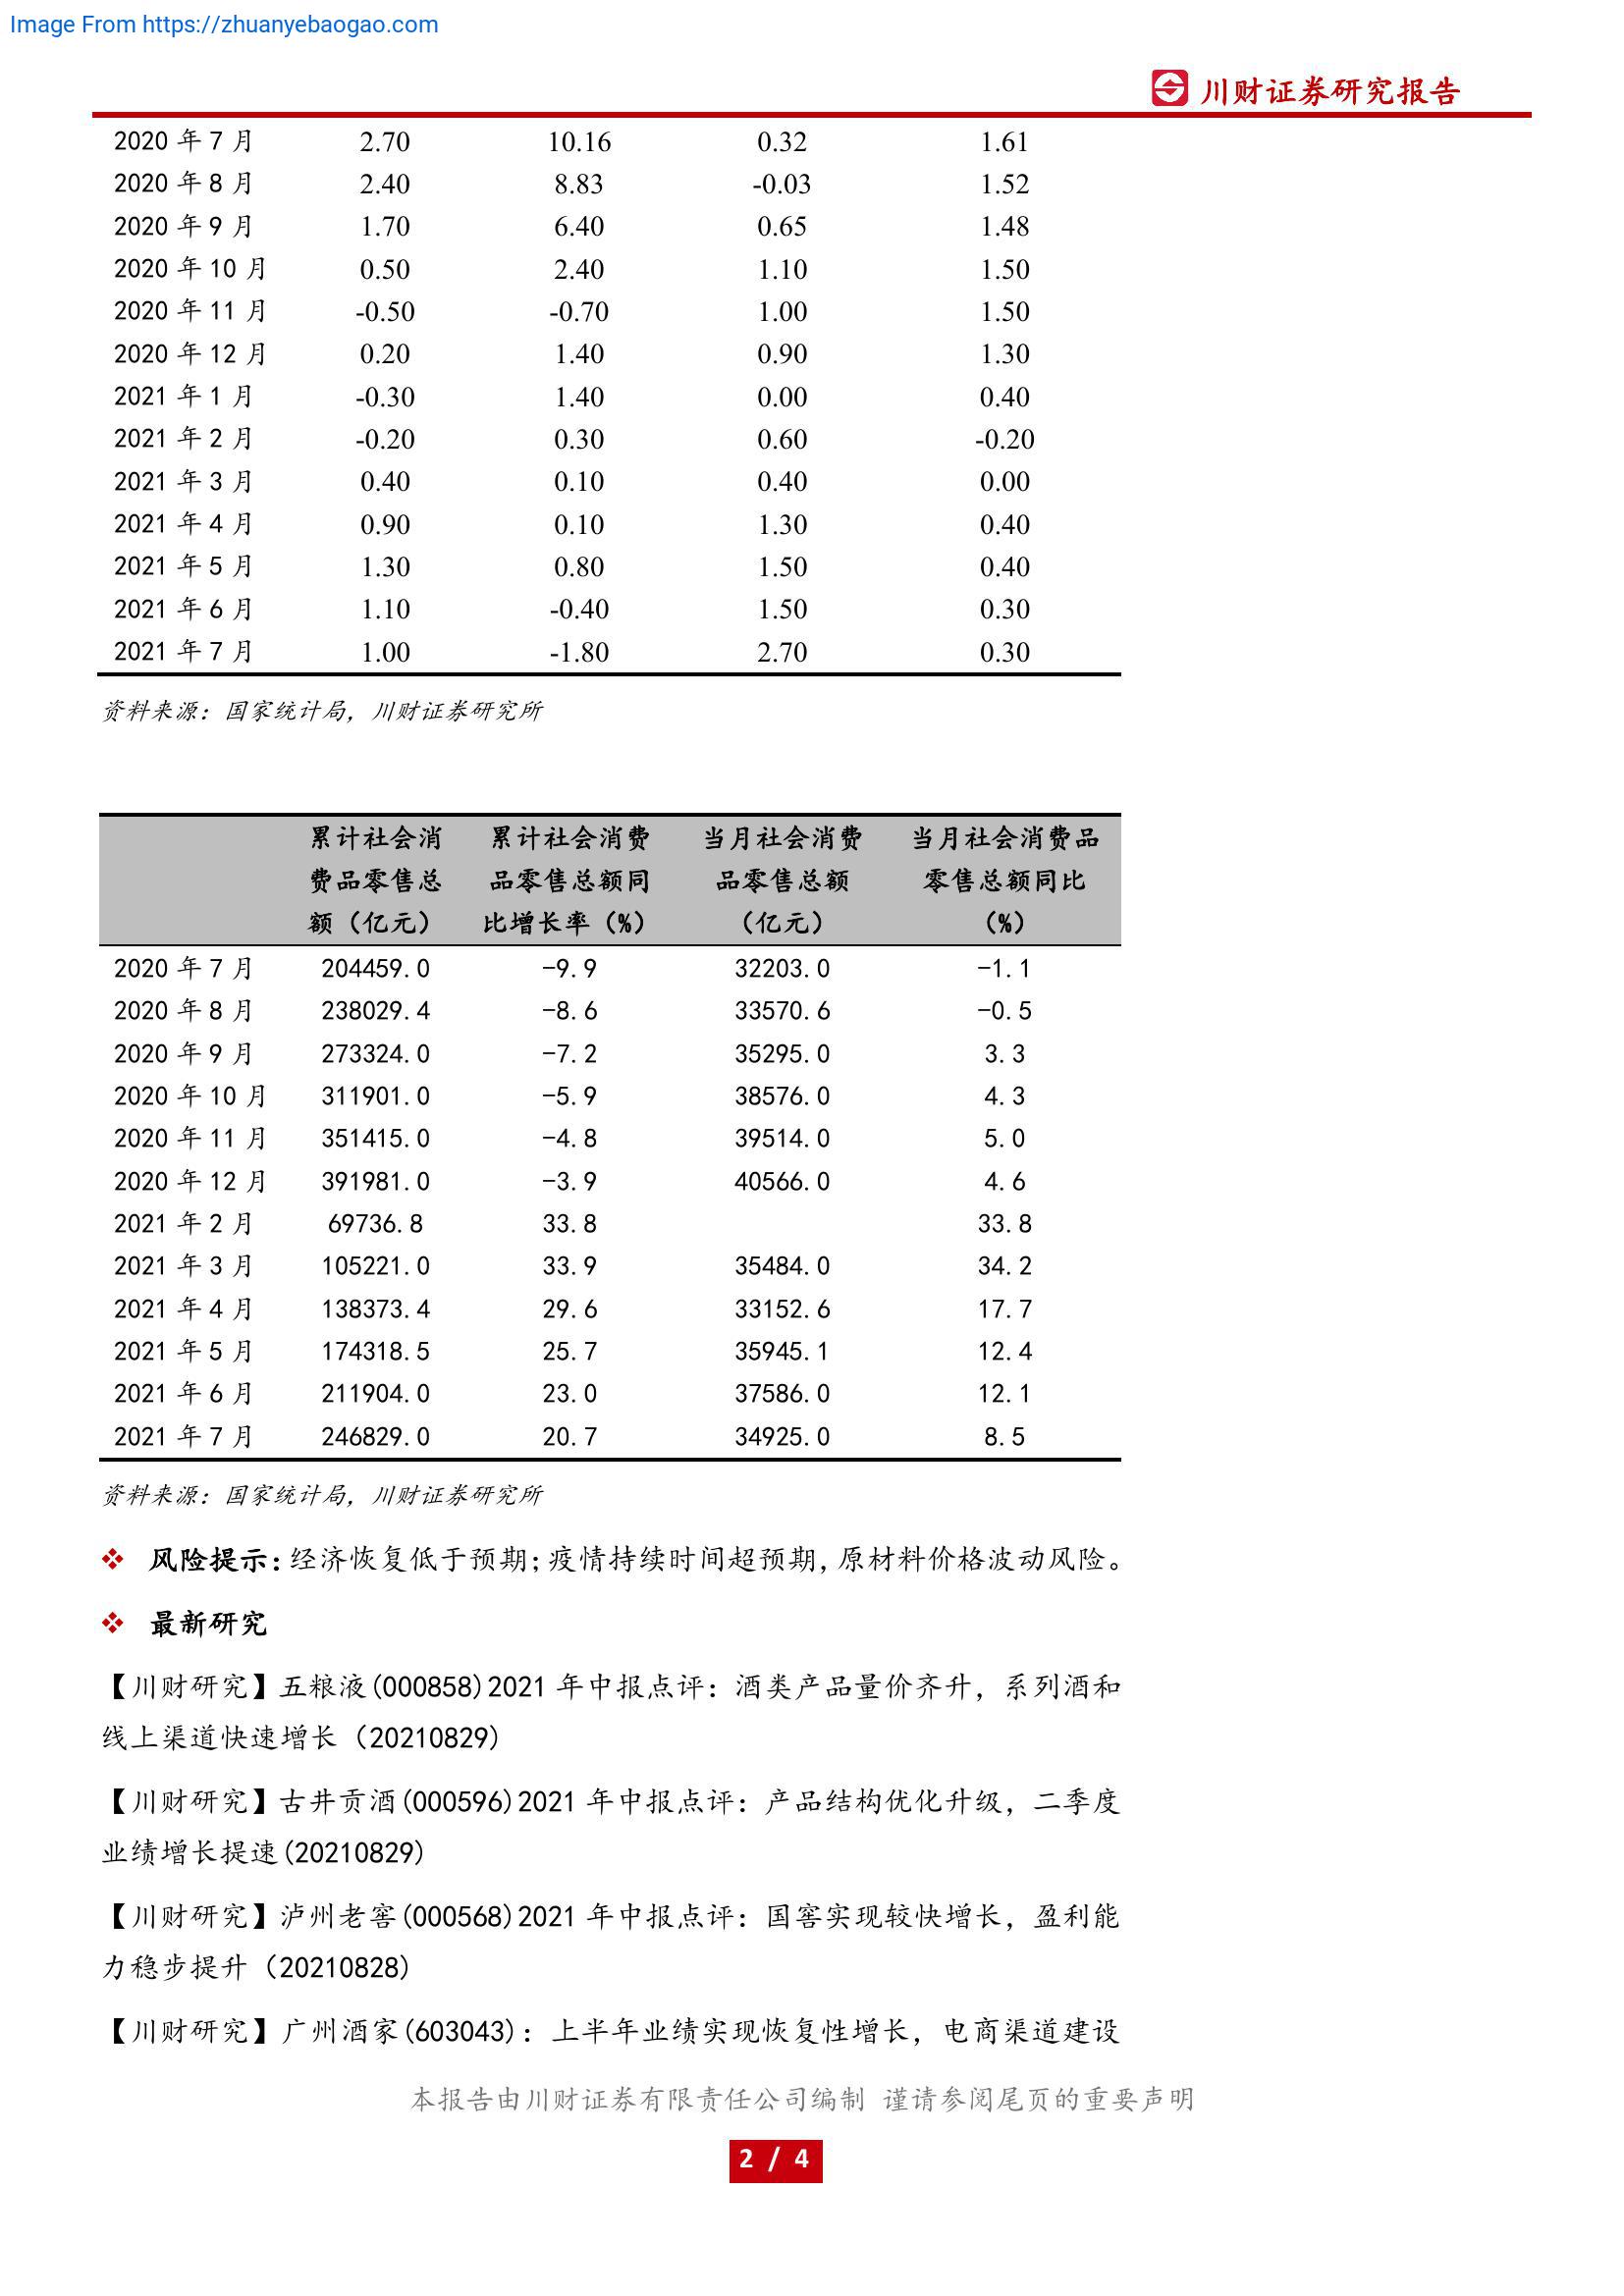 Image From https://zhuanyebaogao.com
川财证券研究报告
2020 年 7 月 2.70 10.16 0.32 1.61
2020 年 8 月 2.40 8.83 -0.03 1.52
2020 年 9 月 1.70 6.40 0.65 1.48
2020 年 10 月 0.50 2.40 1.10 1.50
2020 年 11 月 -0.50 -0.70 1.00 1.50
2020 年 12 月 0.20 1.40 0.90 1.30
2021 年 1 月 -0.30 1.40 0.00 0.40
2021 年 2 月 -0.20 0.30 0.60 -0.20
2021 年 3 月 0.40 0.10 0.40 0.00
2021 年 4 月 0.90 0.10 1.30 0.40
2021 年 5 月 1.30 0.80 1.50 0.40
2021 年 6 月 1.10 -0.40 1.50 0.30
2021 年 7 月 1.00 -1.80 2.70 0.30
资料来源：国家统计局，川财证券研究所
累计社会消 累计社会消费 当月社会消费 当月社会消费品
费品零售总 品零售总额同 品零售总额 零售总额同比
额（亿元） 比增长率（%） （亿元） （%）
2020 年 7 月 204459.0 -9.9 32203.0 -1.1
2020 年 8 月 238029.4 -8.6 33570.6 -0.5
2020 年 9 月 273324.0 -7.2 35295.0 3.3
2020 年 10 月 311901.0 -5.9 38576.0 4.3
2020 年 11 月 351415.0 -4.8 39514.0 5.0
2020 年 12 月 391981.0 -3.9 40566.0 4.6
2021 年 2 月 69736.8 33.8 33.8
2021 年 3 月 105221.0 33.9 35484.0 34.2
2021 年 4 月 138373.4 29.6 33152.6 17.7
2021 年 5 月 174318.5 25.7 35945.1 12.4
2021 年 6 月 211904.0 23.0 37586.0 12.1
2021 年 7 月 246829.0 20.7 34925.0 8.5
资料来源：国家统计局，川财证券研究所
❖ 风险提示：经济恢复低于预期；疫情持续时间超预期，原材料价格波动风险。
❖ 最新研究
【川财研究】五粮液(000858)2021 年中报点评：酒类产品量价齐升，系列酒和
线上渠道快速增长（20210829）
【川财研究】古井贡酒(000596)2021 年中报点评：产品结构优化升级，二季度
业绩增长提速(20210829)
【川财研究】泸州老窖(000568)2021 年中报点评：国窖实现较快增长，盈利能
力稳步提升（20210828）
【川财研究】广州酒家(603043)：上半年业绩实现恢复性增长，电商渠道建设
本报告由川财证券有限责任公司编制 谨请参阅尾页的重要声明
2 / 4